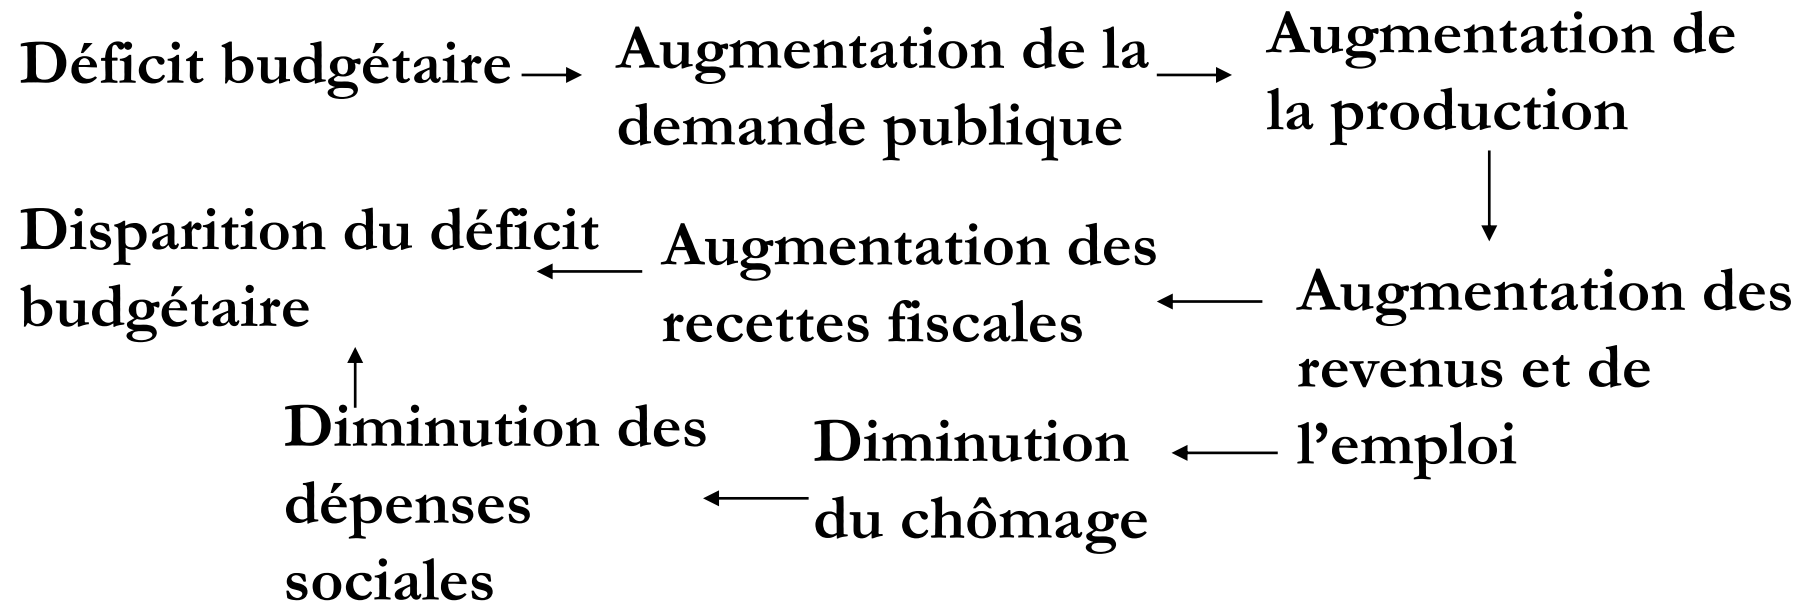 Déficit budgétaire
Augmentation de la
demande publique
Augmentation de
la production
Disparition du déficit
budgétaire
Augmentation des
recettes fiscales
Augmentation des
revenus et de
l’emploi
Diminution des
dépenses
sociales
Diminution
du chômage